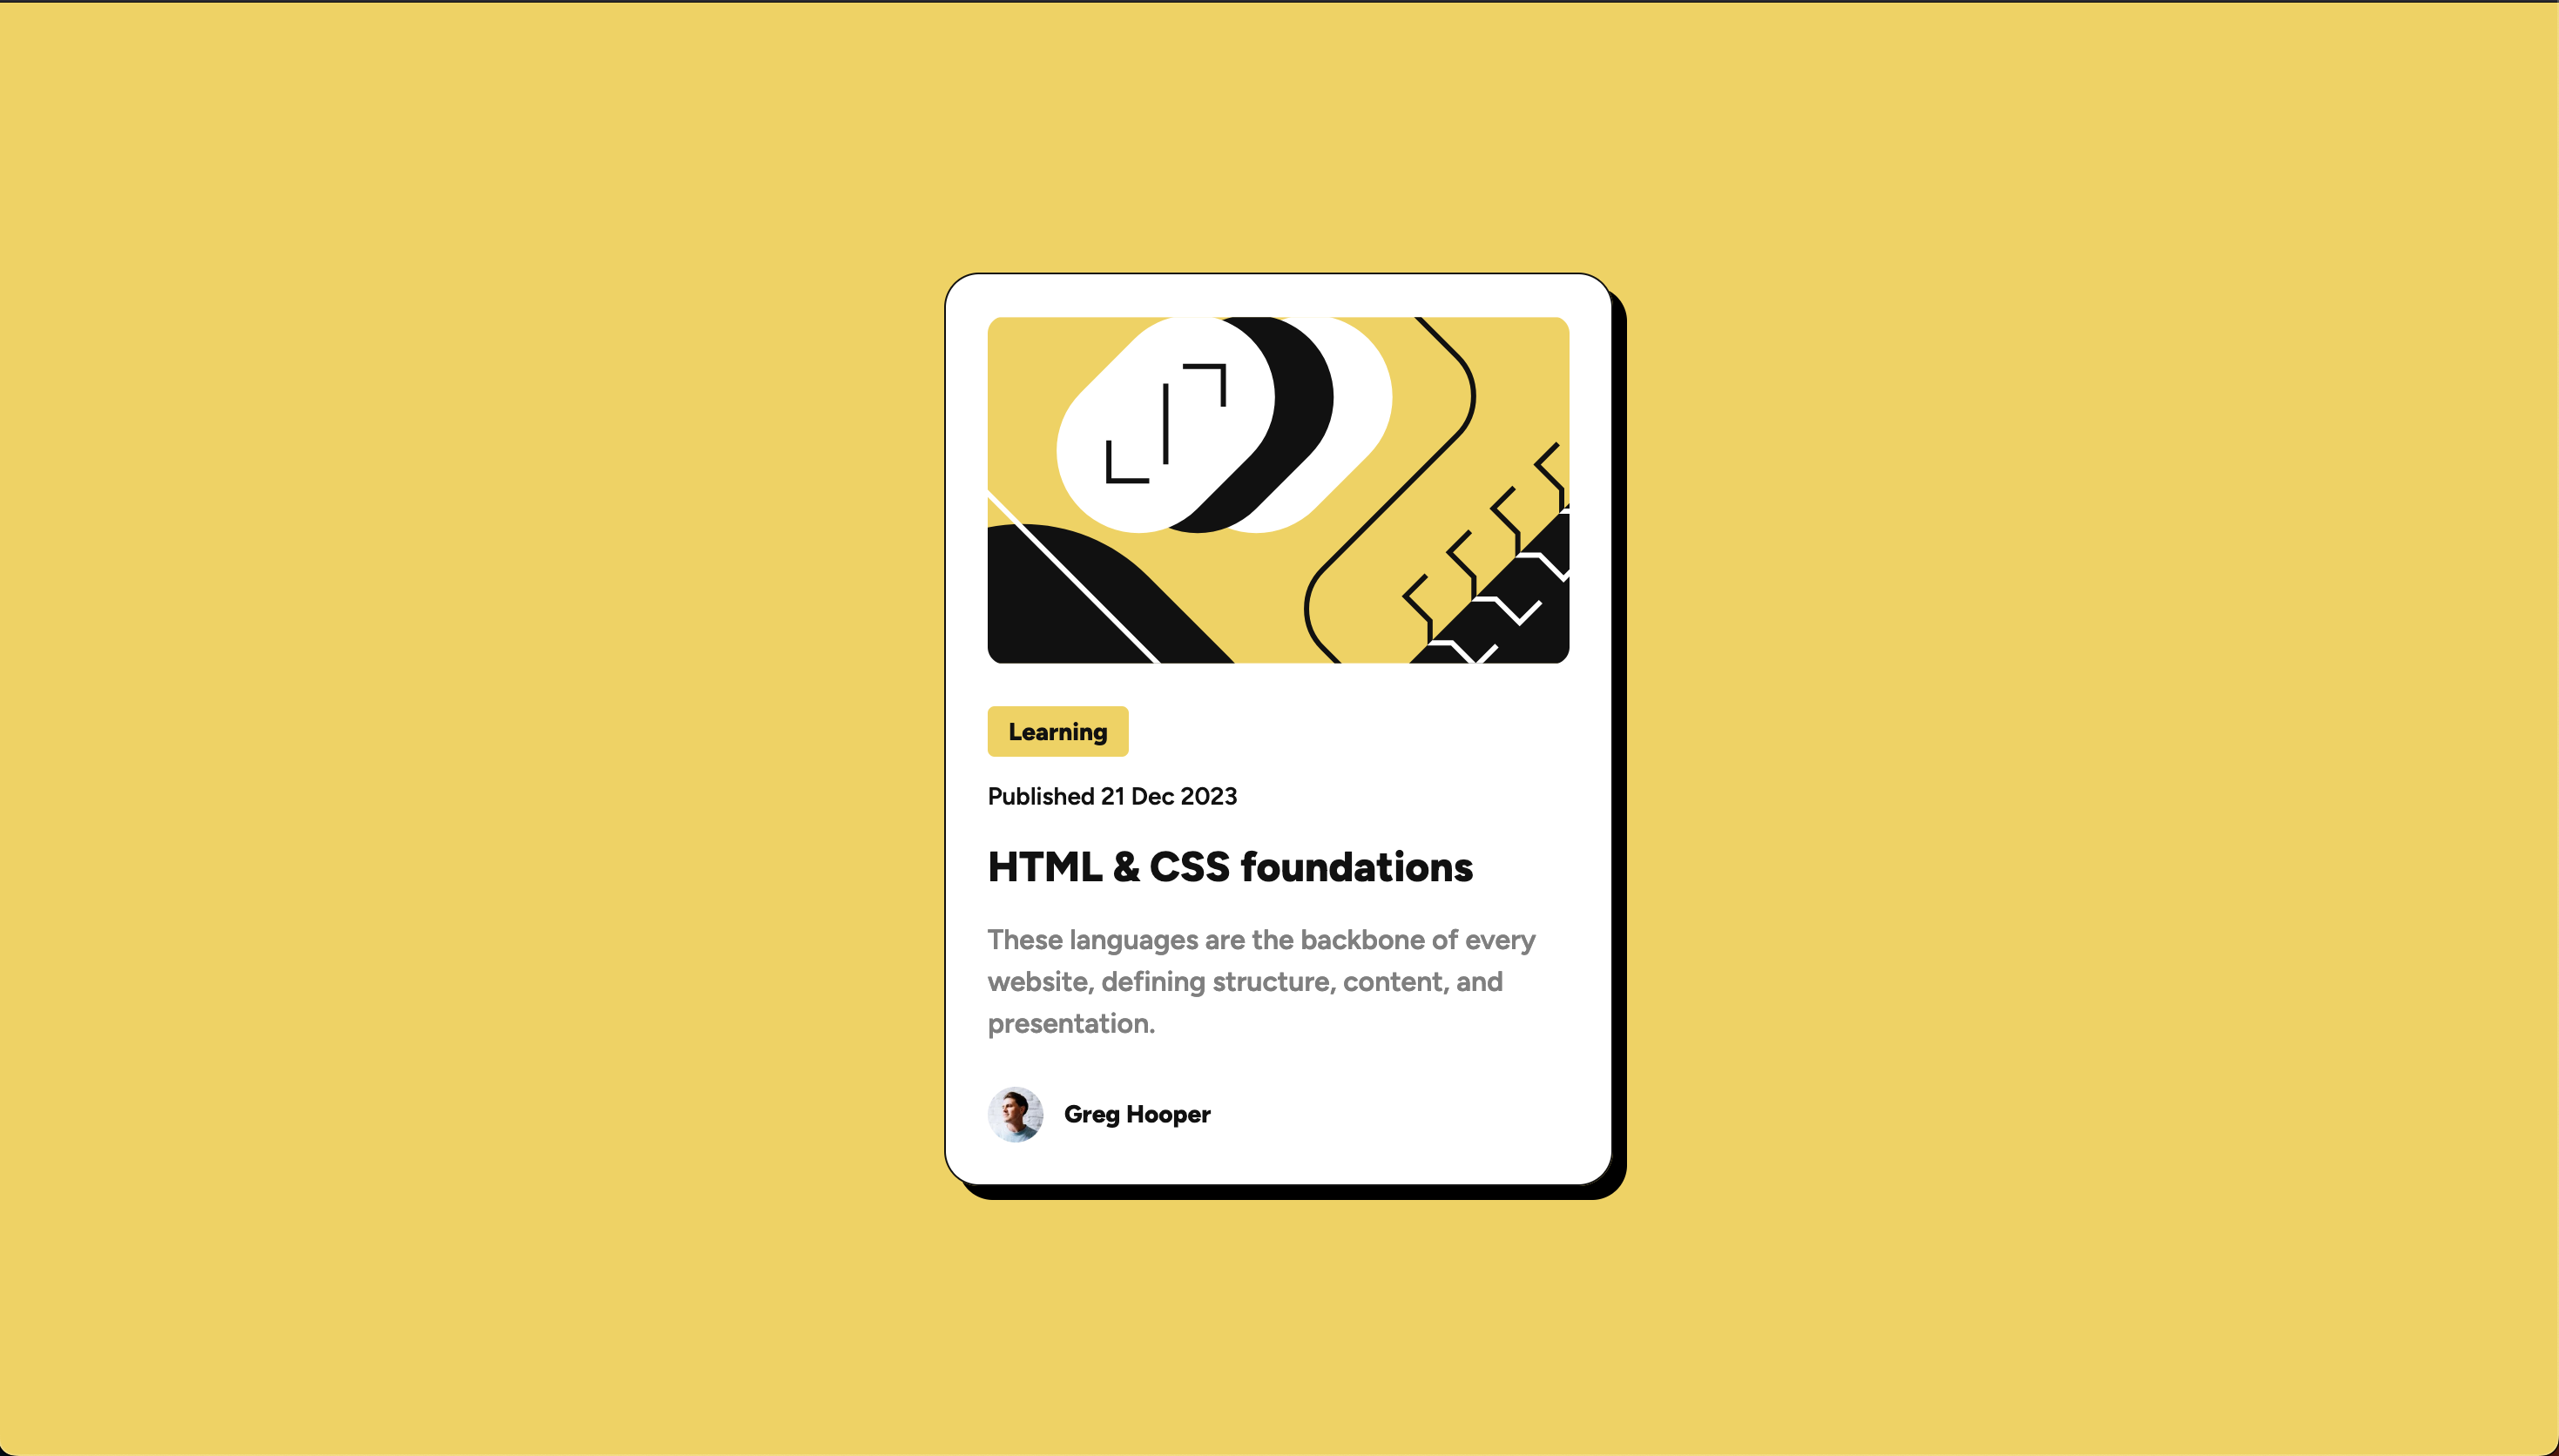 Learning
Published 21 Dec 2023
HTML & CSS foundations
These languages are the backbone of every
website, defining structure, content, and
presentation.
Greg Hooper